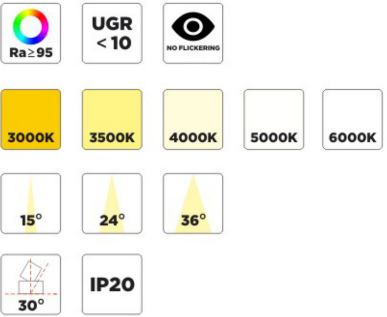 Ra≥95
UGR
< 10
NO FLICKERING
3000K
3500K
4000K
5000K
6000K
15°
24°
36°
30°
IP20